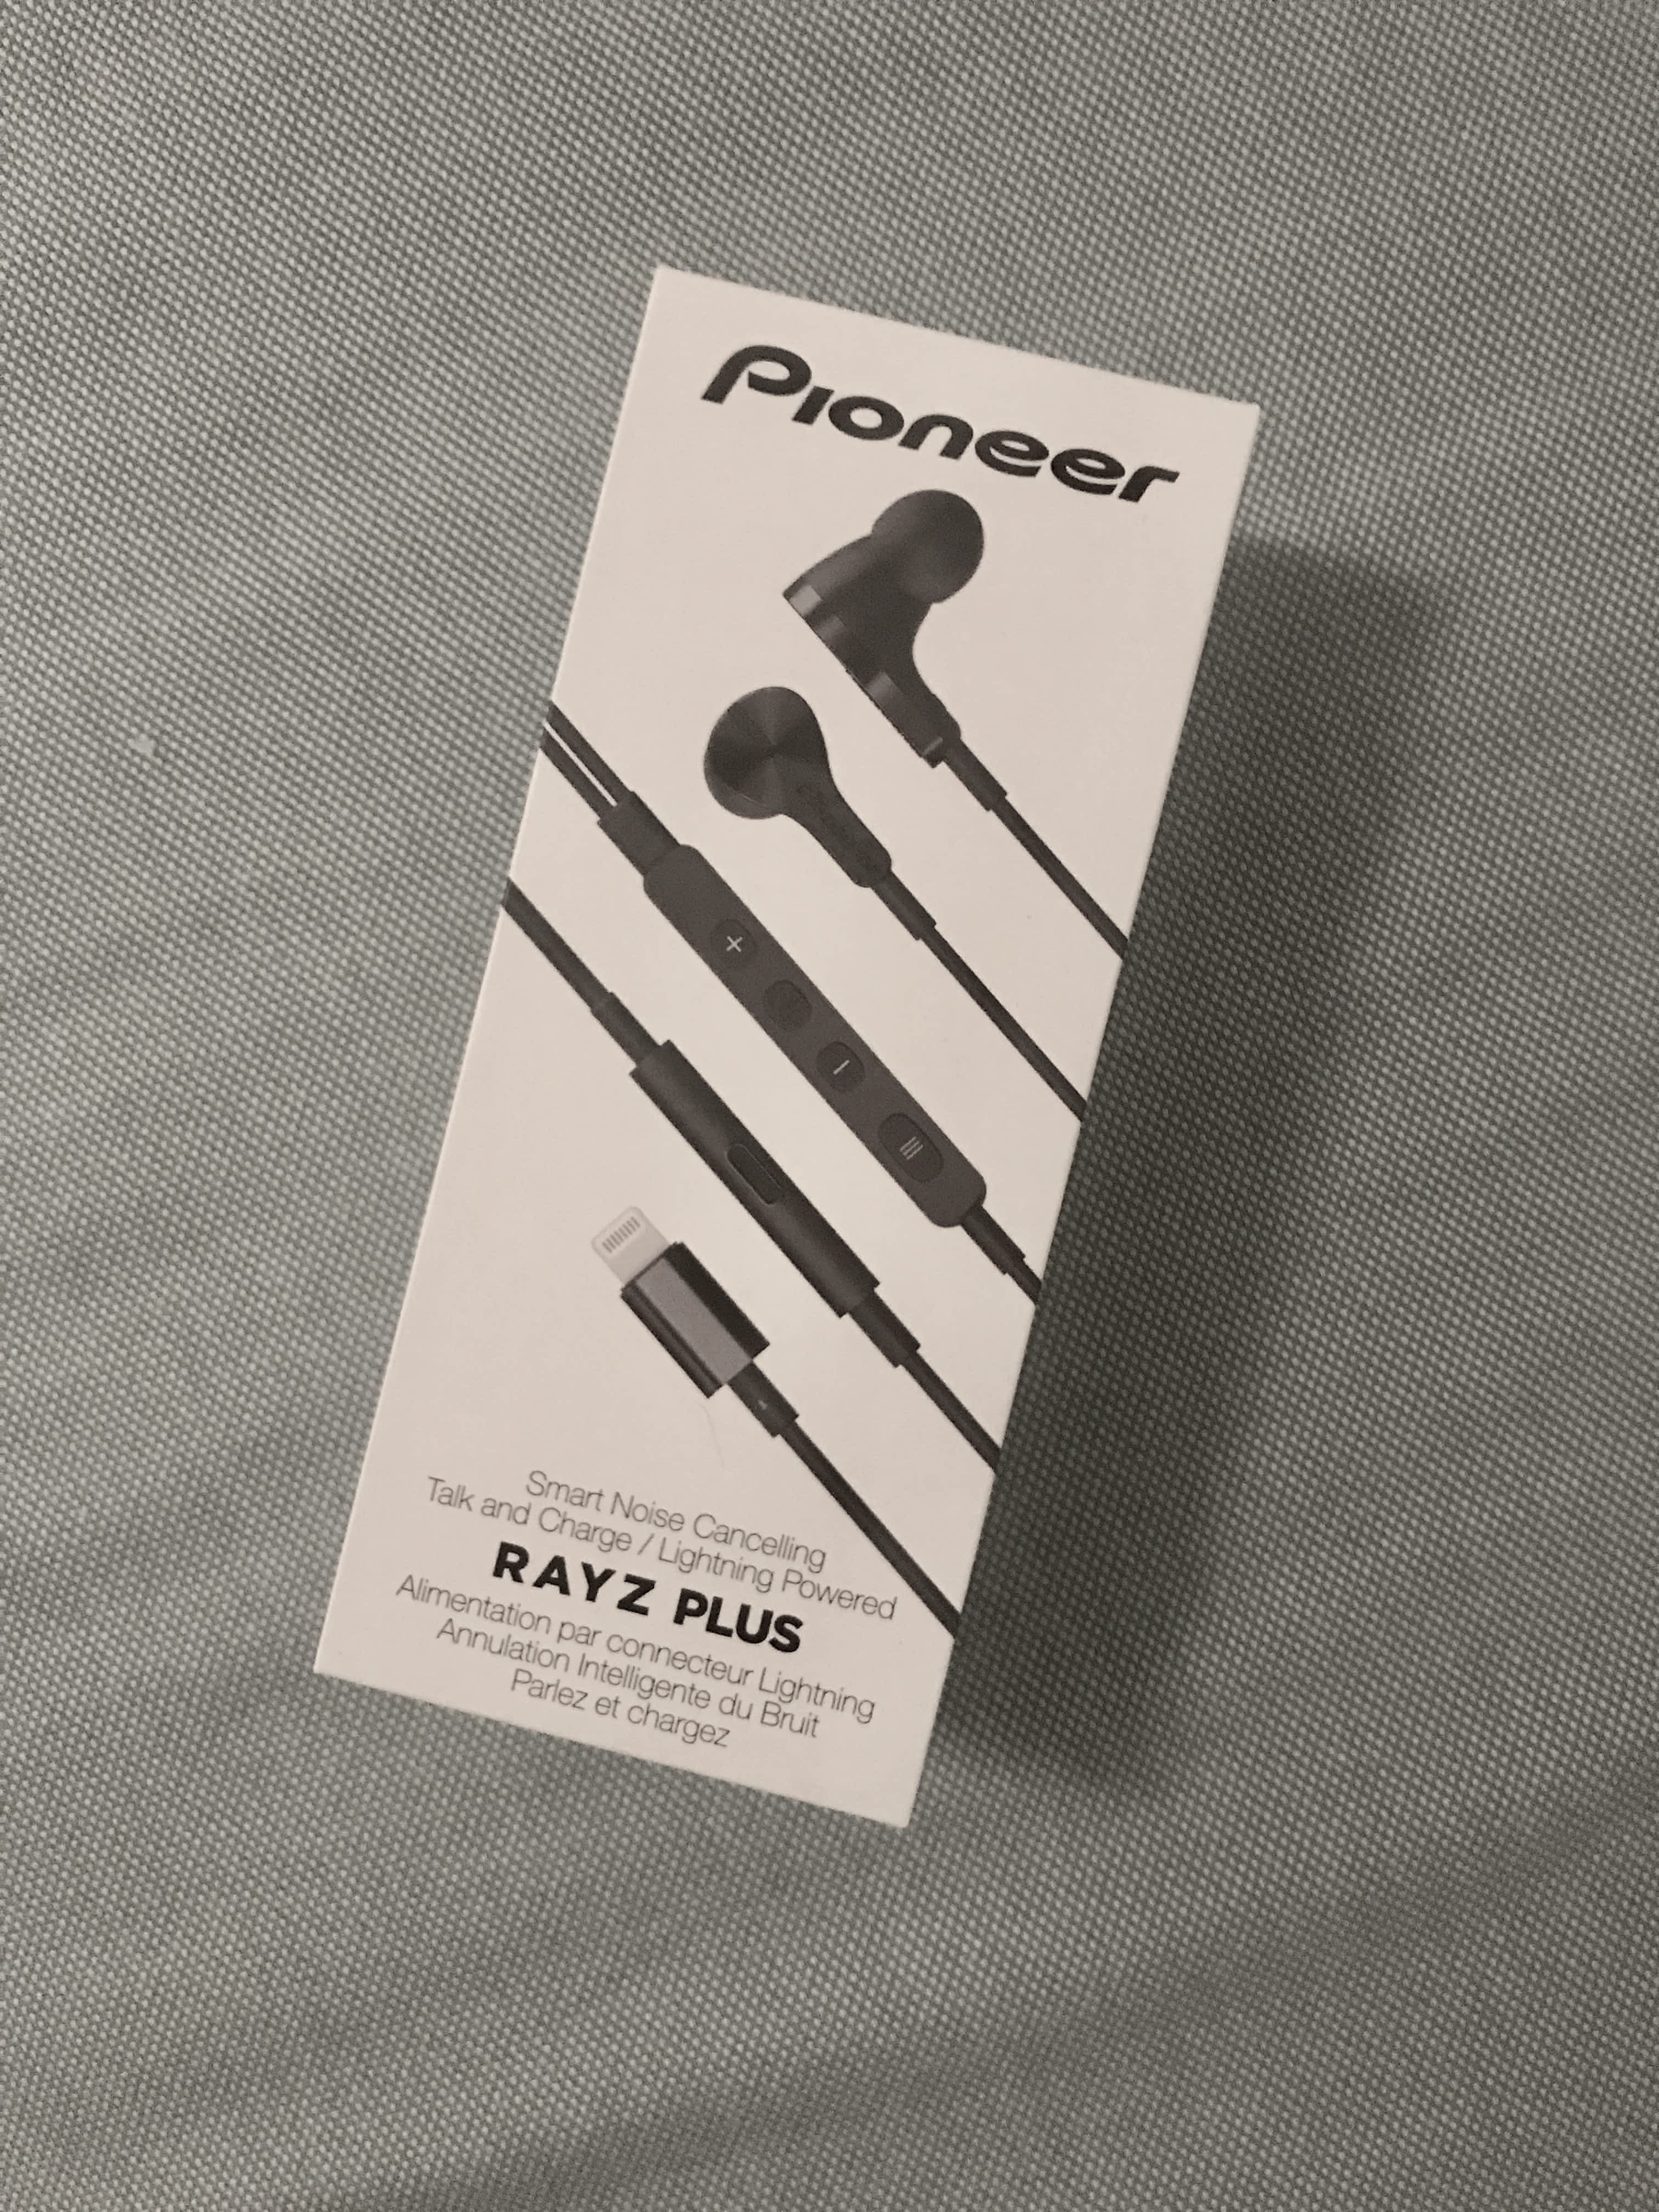 Pioneer
Smart Noise Cancelling
Talk and Charge / Lightning Powered
RAYZ PLUS
Alimentation par connecteur Lightning
Annulation Intelligente du Bruit
Parlez et chargez